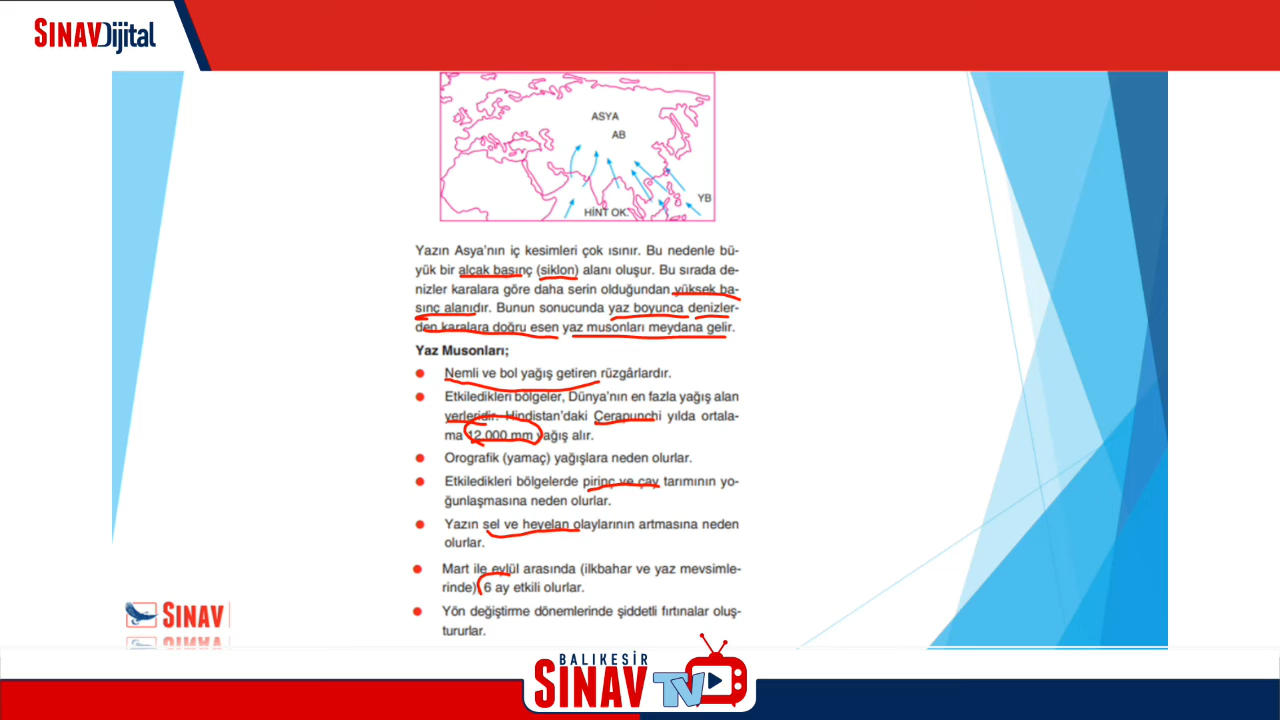 SINAVDijital
ASYA
AB
YB
HİNT OK.
Yazın Asya'nın iç kesimleri çok ısınır. Bu nedenle bü-
yük bir alçak basınç (siklon) alanı oluşur. Bu sırada de-
nizler karalara göre daha serin olduğundan yüksek ba-
sınç alanıdır. Bunun sonucunda yaz boyunca denizler-
den karalara doğru esen yaz musonları meydana gelir.
Yaz Musonları;
Nemli ve bol yağış getiren rüzgârlardır.
Etkiledikleri bölgeler, Dünya'nın en fazla yağış alan
yerleridir. Hindistan'daki Çerapunchi yılda ortala-
ma 12.000 mm yağış alır.
Orografik (yamaç) yağışlara neden olurlar.
Etkiledikleri bölgelerde pirinç ve çay tarımının yo-
ğunlaşmasına neden olurlar.
Yazın sel ve heyelan olaylarının artmasına neden
olurlar.
Mart ile eylül arasında (ilkbahar ve yaz mevsimle-
rinde) 6 ay etkili olurlar.
Yön değiştirme dönemlerinde şiddetli fırtınalar oluş-
tururlar.
SINAV
BALIKESİR
SINAV TV